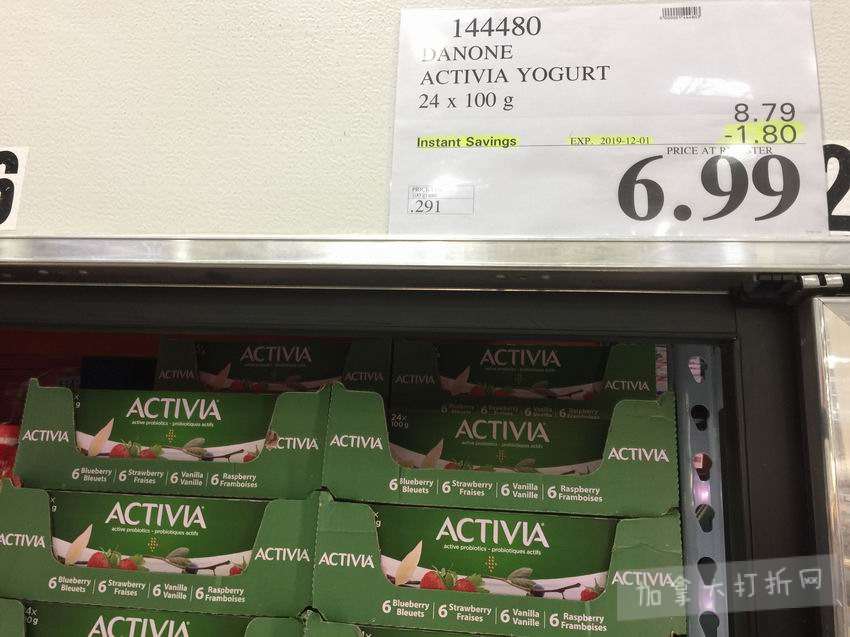 144480
DANONE
ACTIVIA YOGURT
24 x 100 g
8.79
Instant Savings EXP. 2019-12-01 -1.80
PRICE AT REGISTER
6.99
.291
6
2
ACTIVIA
ACTIVIA
ACTIVIA
ACTIVIA
ACTIVIA
active probiotics • probiotiques actifs
ACTIVIA
ACTIVIA
6 Blueberry Bleuets | 6 Strawberry Fraises | 6 Vanilla Vanille | 6 Raspberry Framboises
24x
100g
ACTIVIA
ACTIVIA
ACTIVIA
6 Blueberry Bleuets | 6 Strawberry Fraises | 6 Vanilla Vanille | 6 Raspberry Framboises
ACTIVIA
active probiotics • probiotiques actifs
ACTIVIA
ACTIVIA
6 Blueberry Bleuets | 6 Strawberry Fraises | 6 Vanilla Vanille | 6 Raspberry Framboises
ACTIVIA
active probiotics • probiotiques actifs
ACTIVIA
ACTIVIA
6 Blueberry Bleuets | 6 Strawberry Fraises | 6 Vanilla Vanille | 6 Raspberry Framboises
ACTIVIA
加拿大打折网